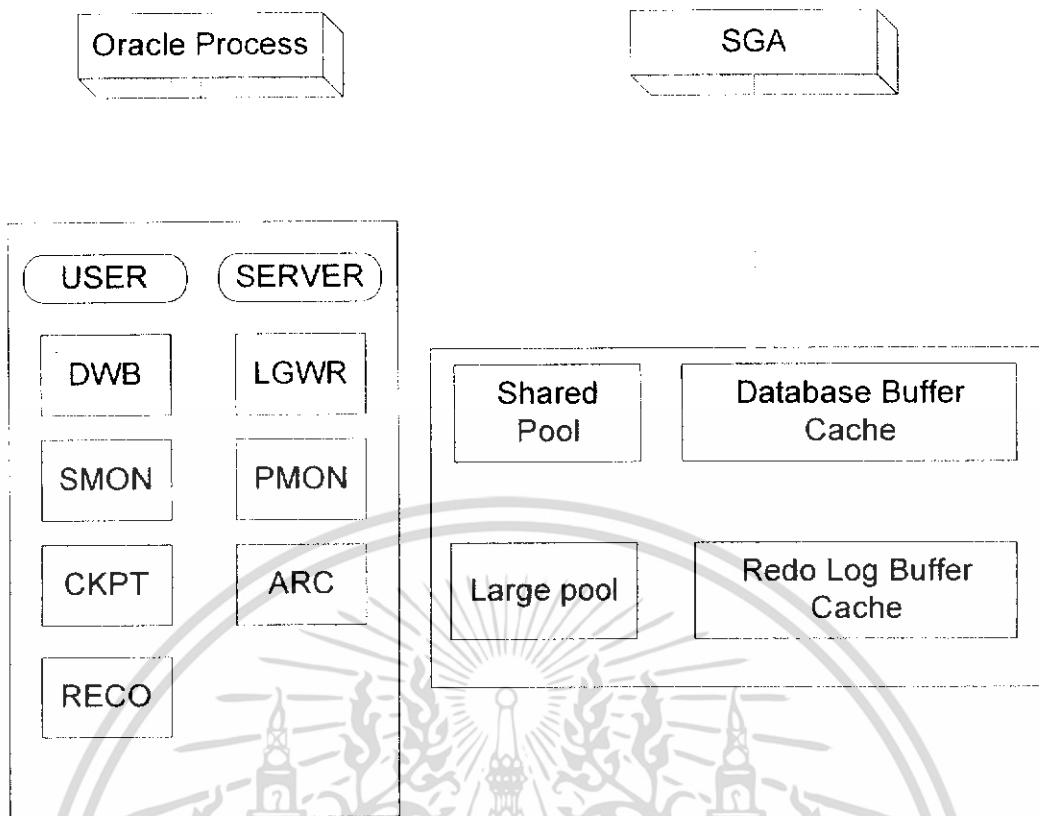 Oracle Process
SGA
USER
SERVER
DWB
LGWR
SMON
PMON
CKPT
ARC
RECO
Shared
Pool
Database Buffer
Cache
Large pool
Redo Log Buffer
Cache